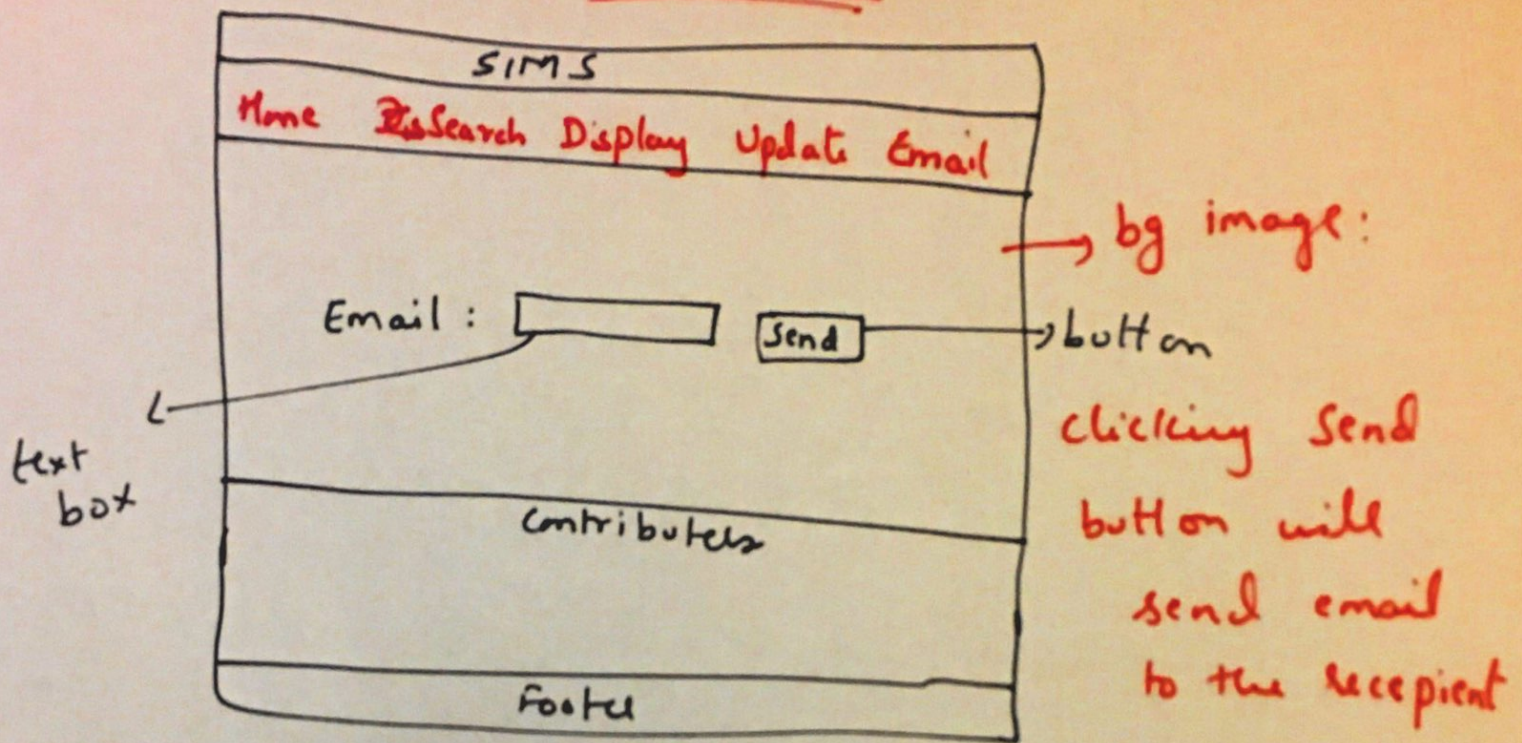 SIMS
Home Search Display Update Email
bg image:
Email :
Send
button
text
box
clicking Send
button will
send email
to the recepient
Contributers
Footer